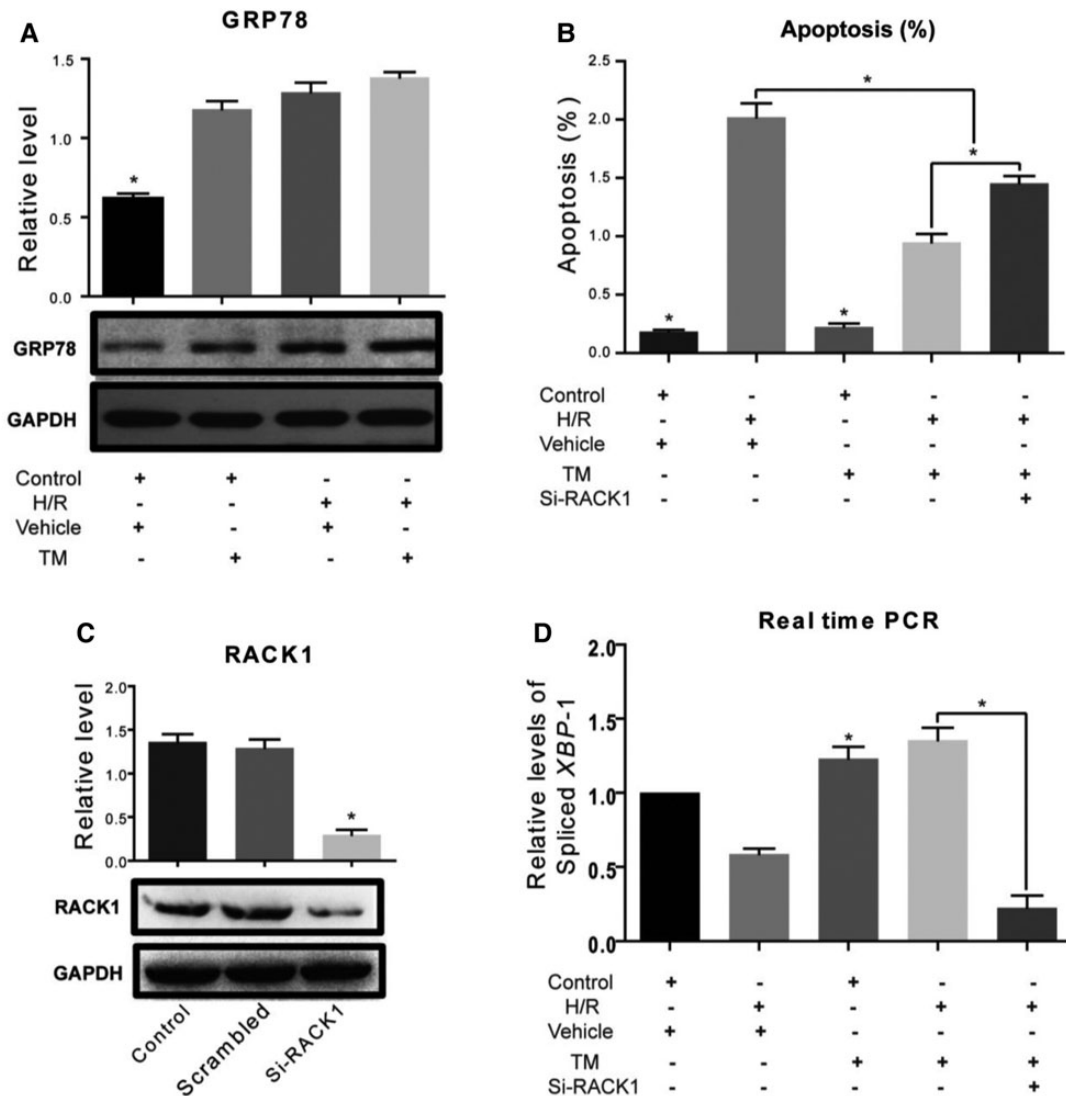 A
GRP78
Relative level
1.5
1.0
0.5
0.0
*
GRP78
GAPDH
Control + + - -
H/R - - + +
Vehicle + - + -
TM - + - +
B
Apoptosis (%)
Apoptosis (%)
2.5
2.0
1.5
1.0
0.5
0.0
*
*
*
*
Control + - + - -
H/R - + - + +
Vehicle + + - - -
TM - - + + +
Si-RACK1 - - - - +
C
RACK1
Relative level
2.0
1.5
1.0
0.5
0.0
*
RACK1
GAPDH
Control
Scrambled
Si-RACK1
D
Real time PCR
Relative levels of
Spliced XBP-1
2.0
1.5
1.0
0.5
0.0
*
*
Control + - + - -
H/R - + - + +
Vehicle + + - - -
TM - - + + +
Si-RACK1 - - - - +